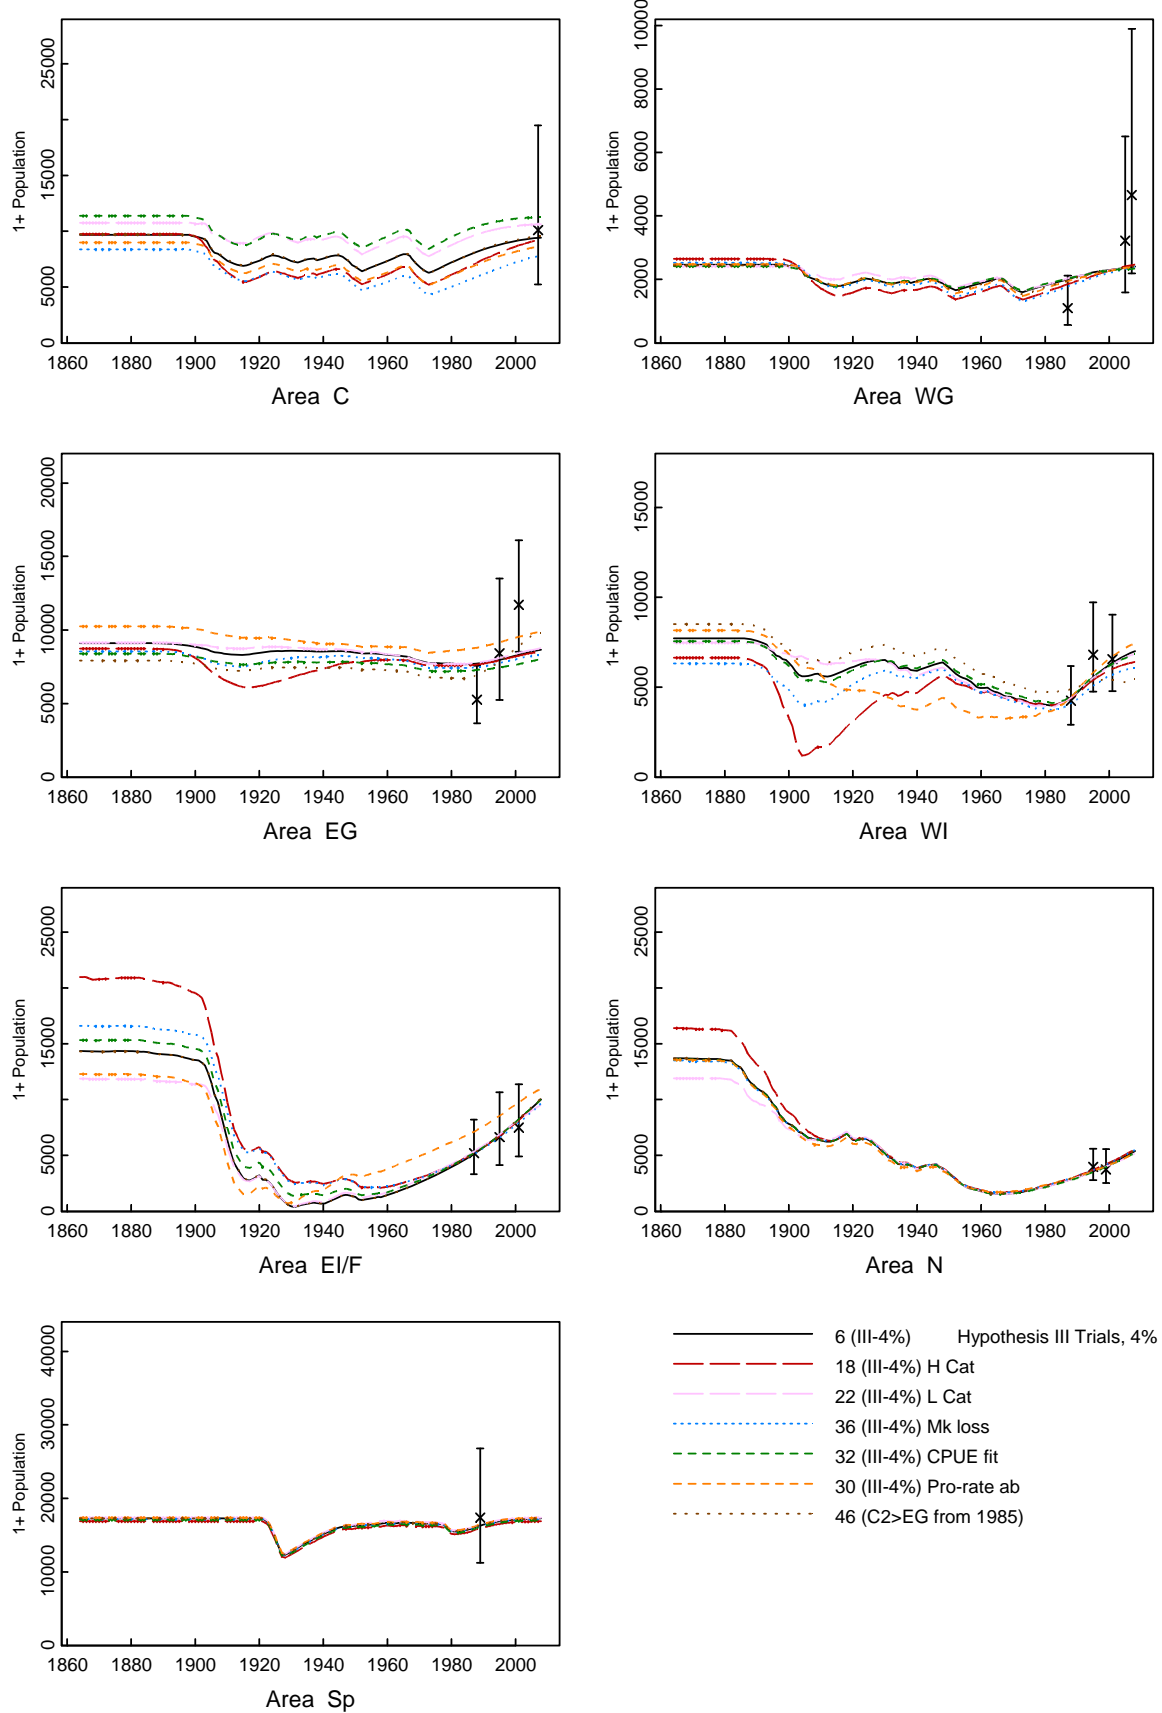 1+ Population
0 5000 15000 25000
1860 1880 1900 1920 1940 1960 1980 2000
Area C
1+ Population
0 2000 4000 6000 8000 10000
1860 1880 1900 1920 1940 1960 1980 2000
Area WG
1+ Population
0 5000 10000 15000 20000
1860 1880 1900 1920 1940 1960 1980 2000
Area EG
1+ Population
0 5000 10000 15000
1860 1880 1900 1920 1940 1960 1980 2000
Area WI
1+ Population
0 5000 15000 25000
1860 1880 1900 1920 1940 1960 1980 2000
Area EI/F
1+ Population
0 5000 15000 25000
1860 1880 1900 1920 1940 1960 1980 2000
Area N
1+ Population
0 10000 20000 30000 40000
1860 1880 1900 1920 1940 1960 1980 2000
Area Sp
6 (III-4%) Hypothesis III Trials, 4%
18 (III-4%) H Cat
22 (III-4%) L Cat
36 (III-4%) Mk loss
32 (III-4%) CPUE fit
30 (III-4%) Pro-rate ab
46 (C2>EG from 1985)